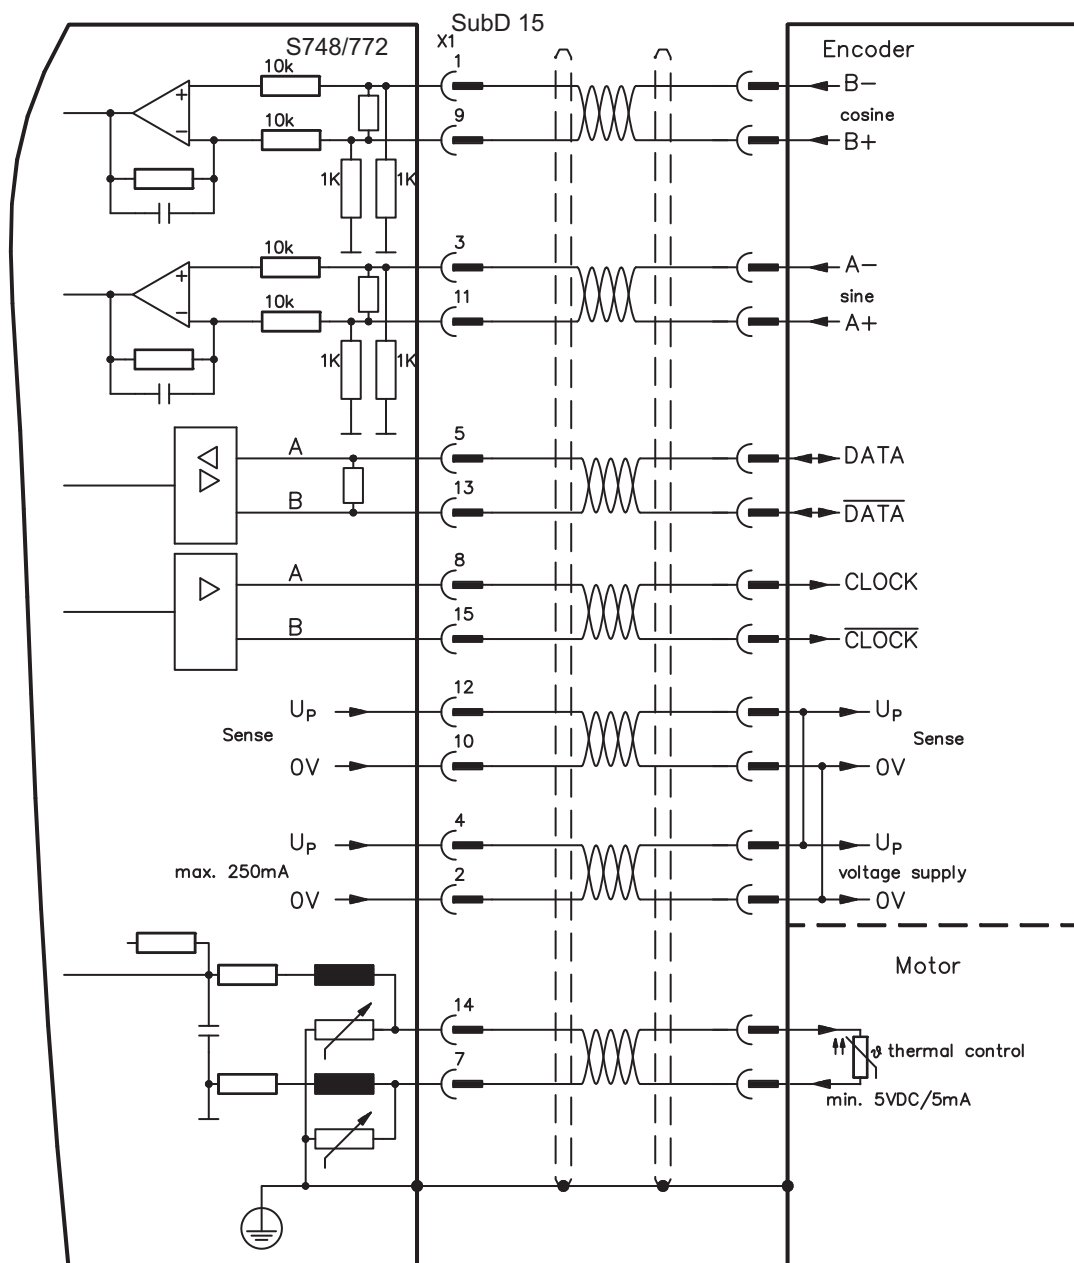 SubD 15
S748/772
X1
Encoder
10k
1
B-
cosine
10k
9
B+
1K
1K
10k
3
A-
sine
10k
11
A+
1K
1K
A
5
DATA
B
13
DATA
A
8
CLOCK
B
15
CLOCK
UP
12
UP
Sense
Sense
0V
10
0V
UP
4
UP
max. 250mA
voltage supply
0V
2
0V
Motor
14
ϑ thermal control
7
min. 5VDC/5mA